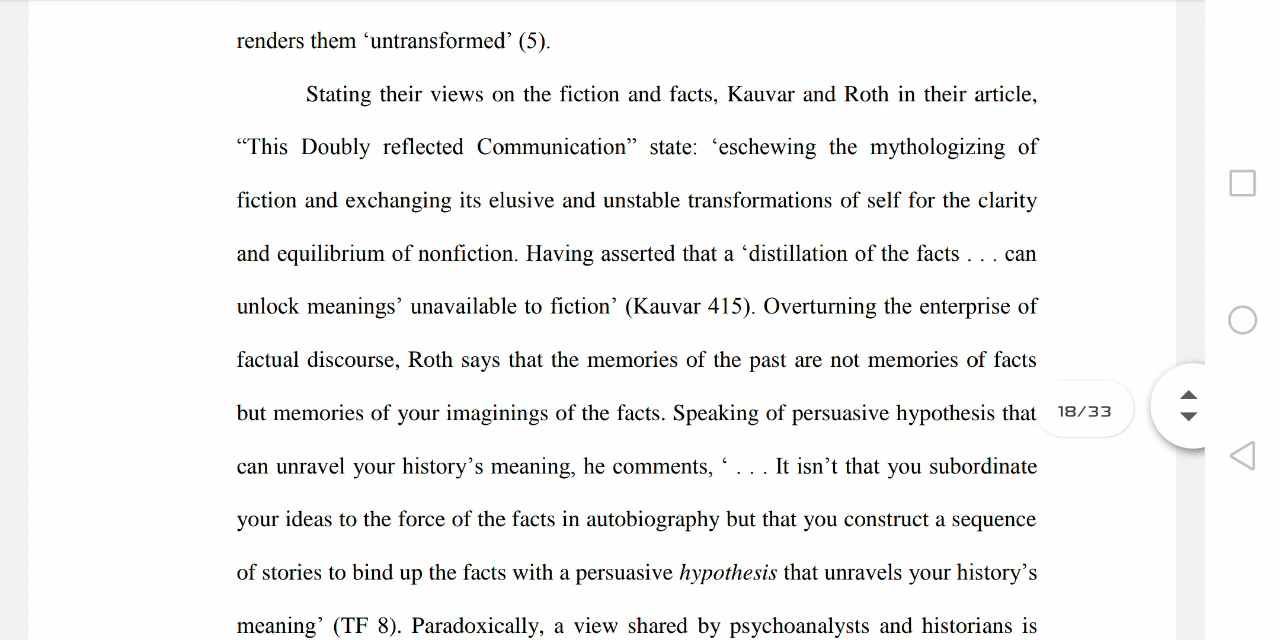 renders them ‘untransformed’ (5).
Stating their views on the fiction and facts, Kauvar and Roth in their article,
“This Doubly reflected Communication” state: ‘eschewing the mythologizing of
fiction and exchanging its elusive and unstable transformations of self for the clarity
and equilibrium of nonfiction. Having asserted that a ‘distillation of the facts . . . can
unlock meanings’ unavailable to fiction’ (Kauvar 415). Overturning the enterprise of
factual discourse, Roth says that the memories of the past are not memories of facts
but memories of your imaginings of the facts. Speaking of persuasive hypothesis that
18/33
can unravel your history’s meaning, he comments, ‘ . . . It isn’t that you subordinate
your ideas to the force of the facts in autobiography but that you construct a sequence
of stories to bind up the facts with a persuasive hypothesis that unravels your history’s
meaning’ (TF 8). Paradoxically, a view shared by psychoanalysts and historians is